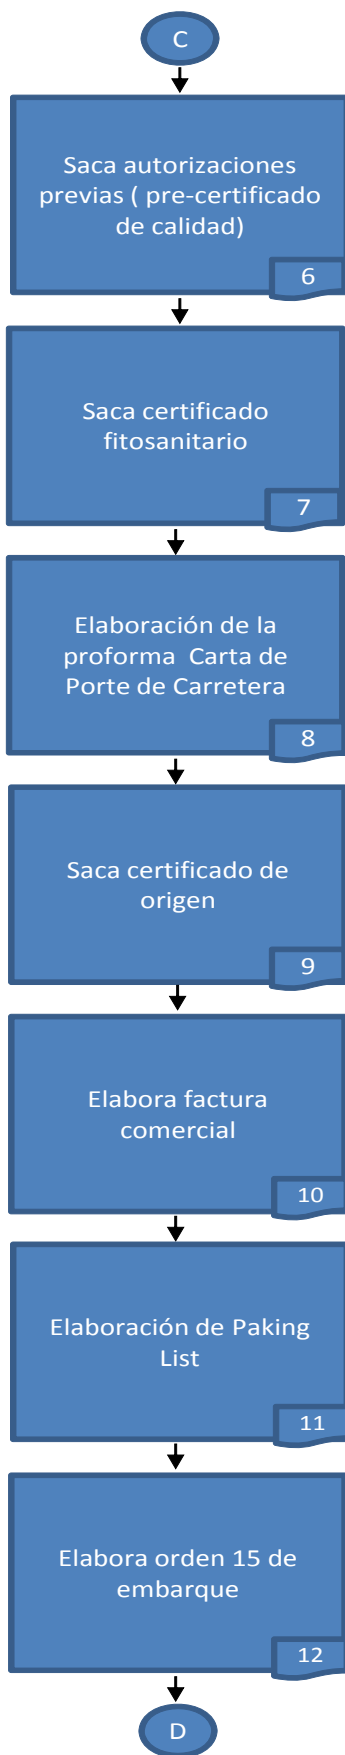 C
Saca autorizaciones
previas ( pre-certificado
de calidad)
6
Saca certificado
fitosanitario
7
Elaboración de la
proforma  Carta de
Porte de Carretera
8
Saca certificado de
origen
9
Elabora factura
comercial
10
Elaboración de Paking
List
11
Elabora orden 15 de
embarque
12
D